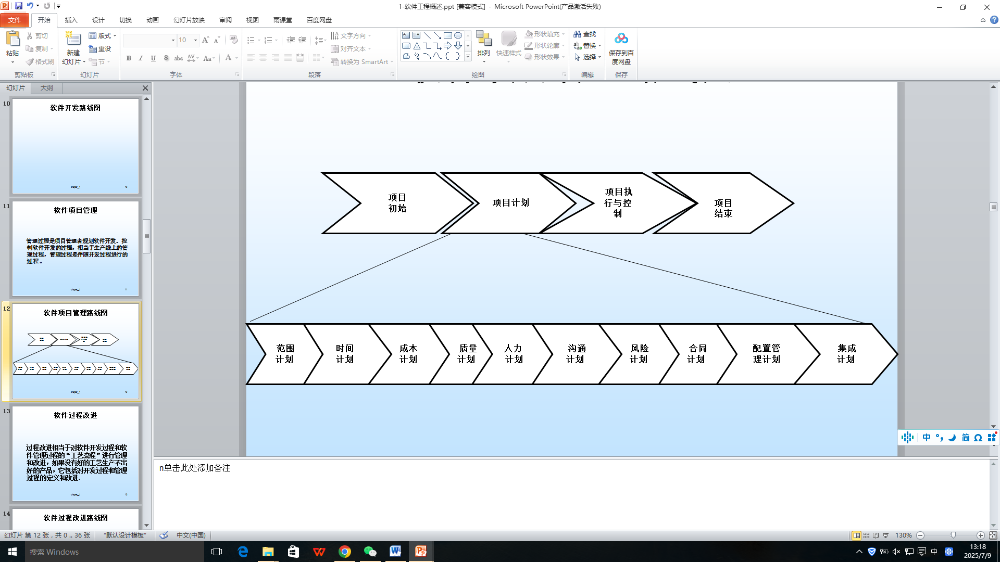 1-软件工程概述.ppt [兼容模式] - Microsoft PowerPoint(产品激活失败)
文件 开始 插入 设计 切换 动画 幻灯片放映 审阅 视图 雨课堂 百度网盘
粘贴 剪切 复制 格式刷 剪贴板
新建 幻灯片 版式 重设 节 幻灯片
10 字体
文字方向 对齐文本 转换为 SmartArt 段落
排列 快速样式 形状填充 形状轮廓 形状效果 绘图
查找 替换 选择 编辑
保存到百 度网盘 保存
幻灯片 大纲
10
软件开发路线图
chaper_1 10
11
软件项目管理
管理过程是项目管理者规划软件开发、控
制软件开发的过程，相当于生产线上的管
理过程，管理过程是伴随开发过程进行的
过程。
chaper_1 11
12
软件项目管理路线图
chaper_1 12
13
软件过程改进
过程改进相当于对软件开发过程和软
件管理过程的“工艺流程”进行管理
和改进，如果没有好的工艺生产不出
好的产品，它包括对开发过程和管理
过程的定义和改进.
chaper_1 13
14
软件过程改进路线图
项目
初始
项目计划
项目执
行与控
制
项目
结束
范围
计划
时间
计划
成本
计划
质量
计划
人力
计划
沟通
计划
风险
计划
合同
计划
配置管
理计划
集成
计划
中 简
n单击此处添加备注
幻灯片 第 12 张，共 0 .. 36 张 “默认设计模板” 中文(中国) 130%
搜索 Windows
中
13:18
2025/7/9